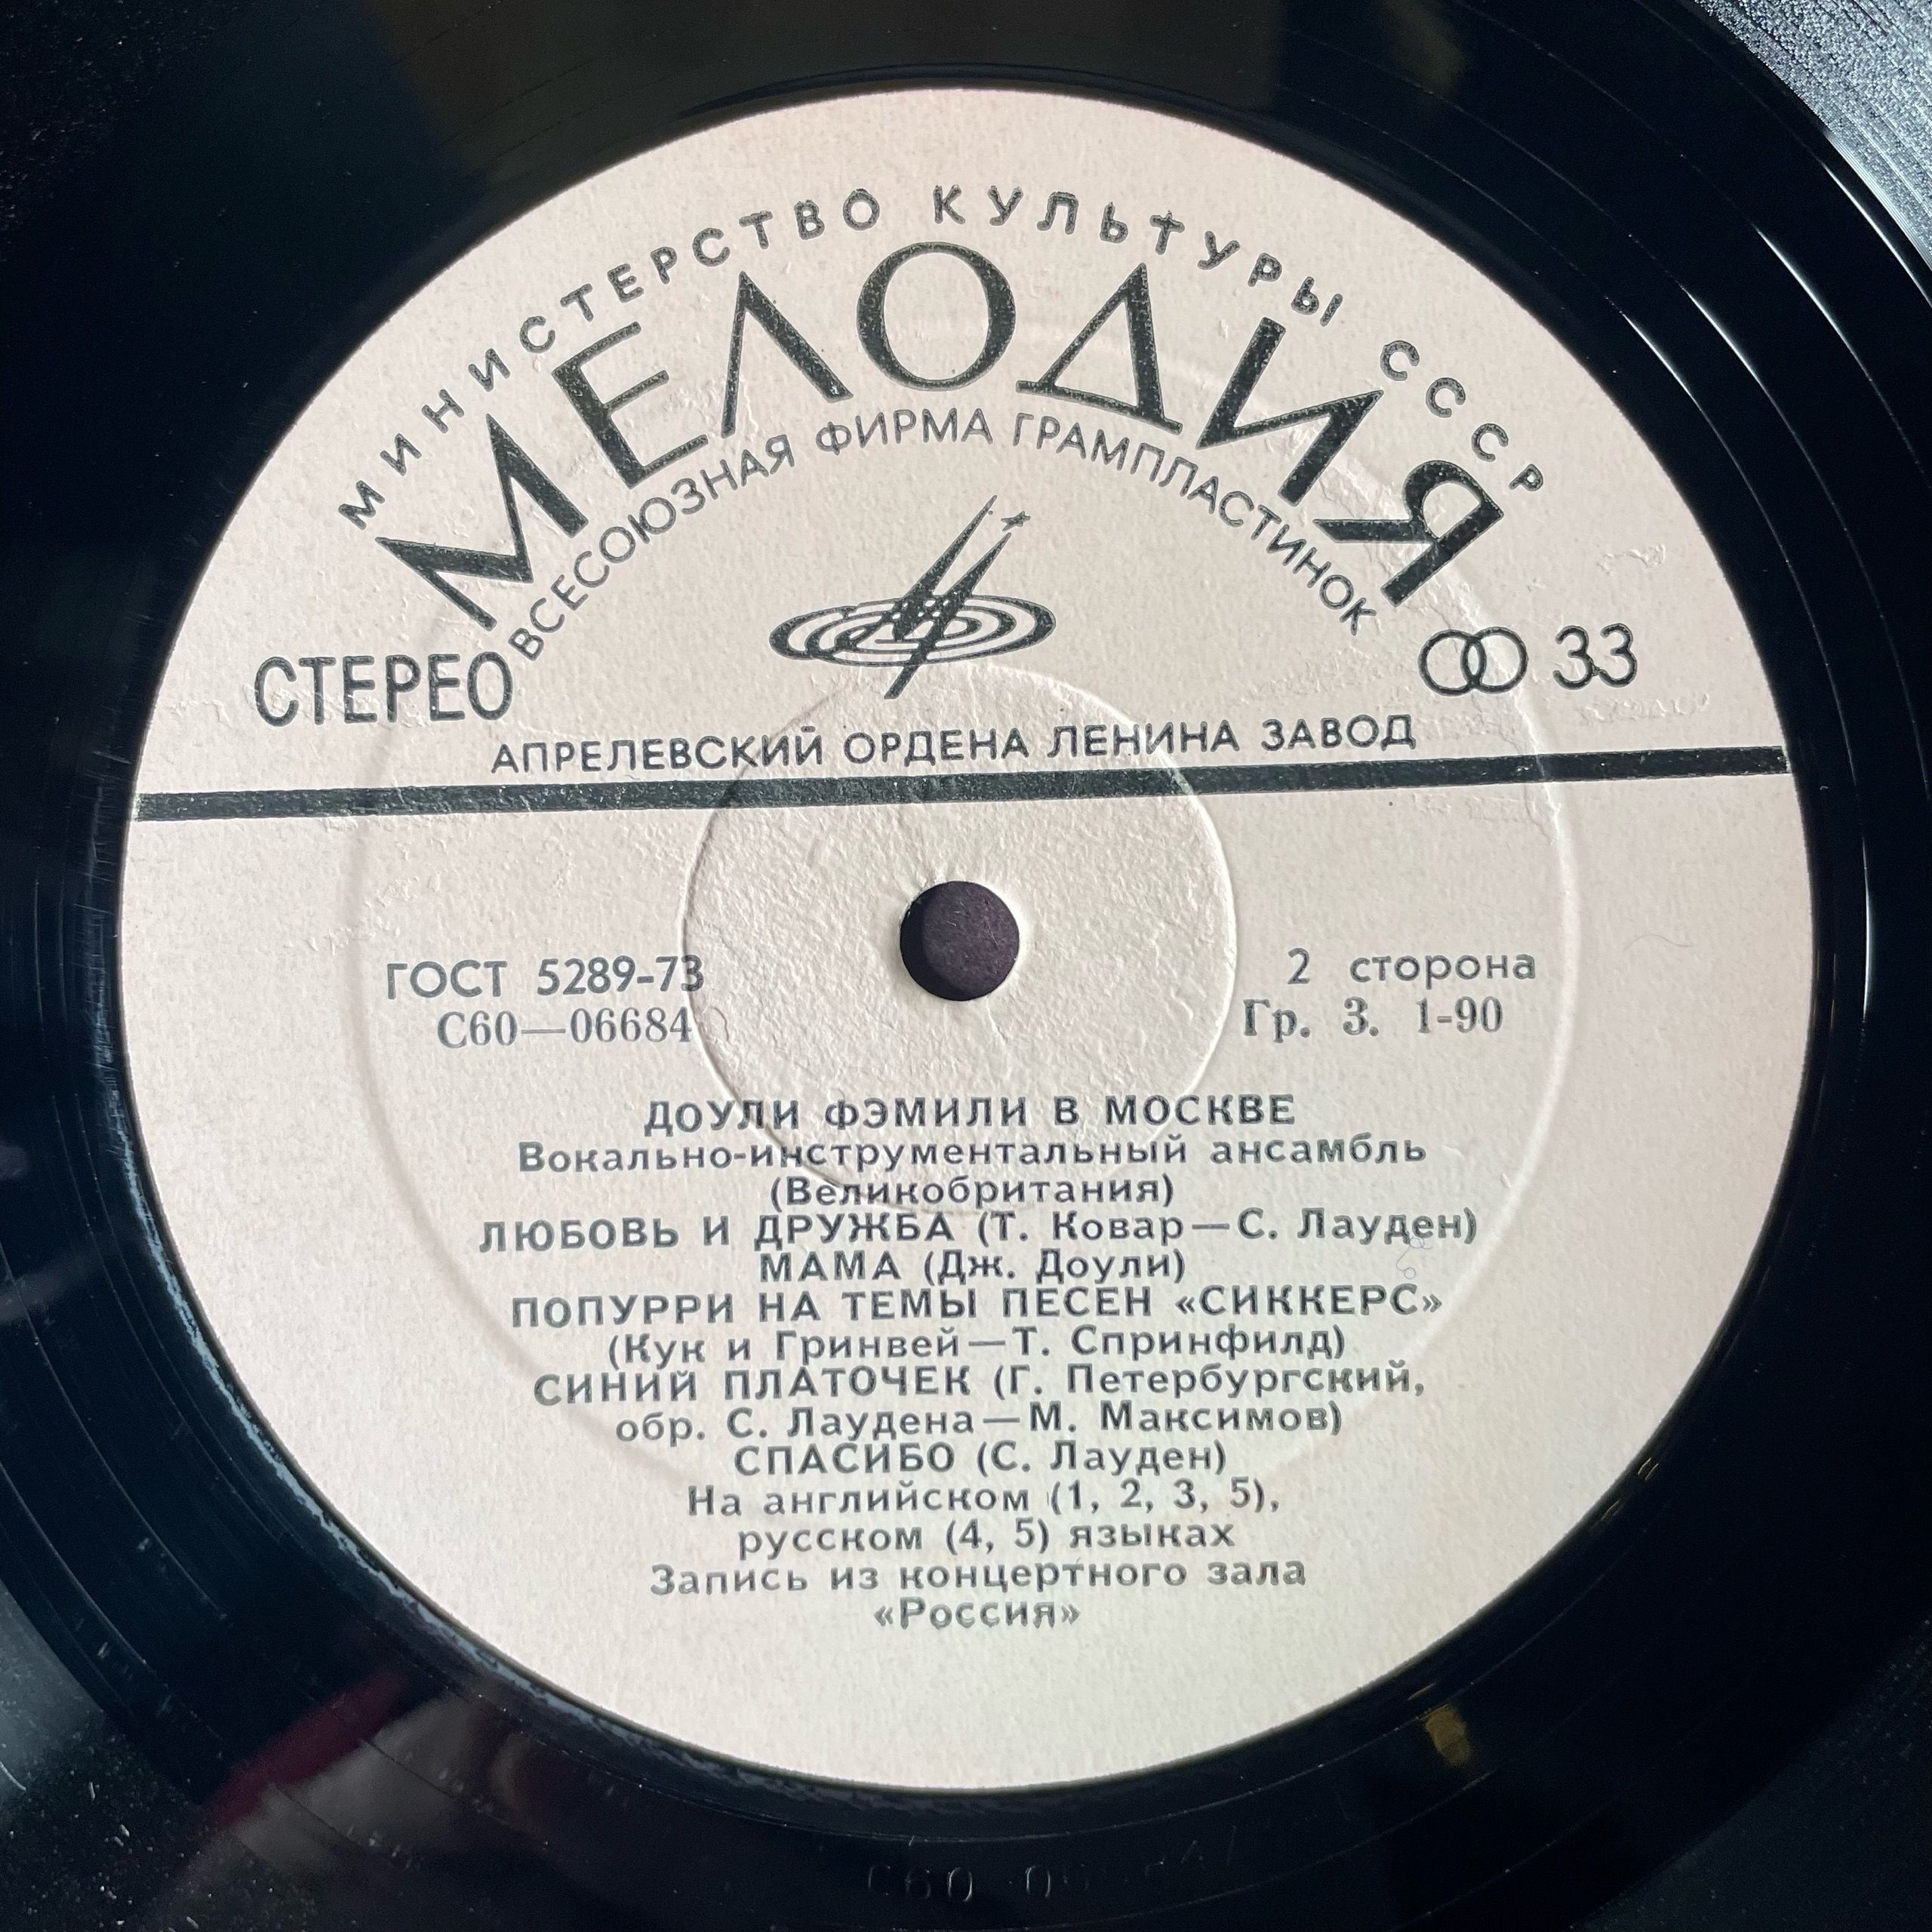 МИНИСТЕРСТВО КУЛЬТУРЫ СССР
МЕЛОДИЯ
ВСЕСОЮЗНАЯ ФИРМА ГРАМПЛАСТИНОК
СТЕРЕО
33
АПРЕЛЕВСКИЙ ОРДЕНА ЛЕНИНА ЗАВОД
ГОСТ 5289-73
2 сторона
С60—06684
Гр. 3. 1-90
ДОУЛИ ФЭМИЛИ В МОСКВЕ
Вокально-инструментальный ансамбль
(Великобритания)
ЛЮБОВЬ И ДРУЖБА (Т. Ковар—С. Лауден)
МАМА (Дж. Доули)
ПОПУРРИ НА ТЕМЫ ПЕСЕН «СИККЕРС»
(Кук и Гринвей—Т. Спринфилд)
СИНИЙ ПЛАТОЧЕК (Г. Петербургский,
обр. С. Лаудена—М. Максимов)
СПАСИБО (С. Лауден)
На английском (1, 2, 3, 5),
русском (4, 5) языках
Запись из концертного зала
«Россия»